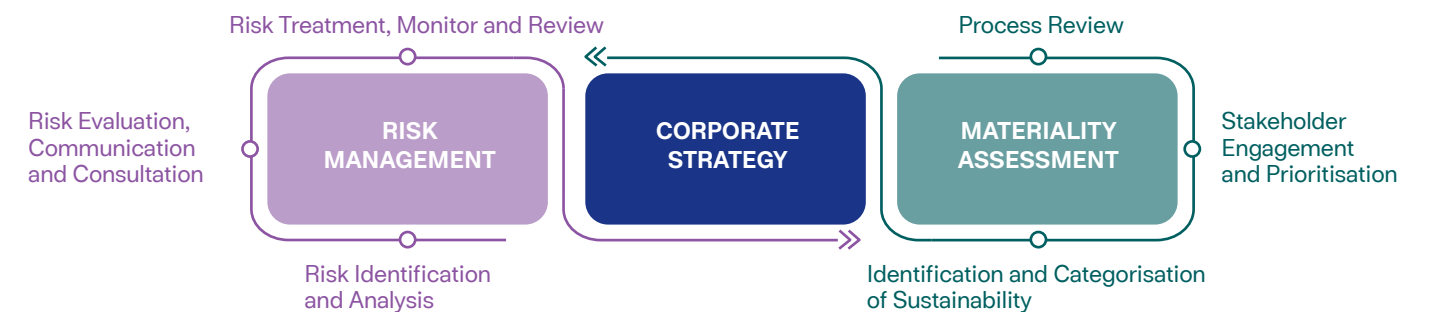 Risk Treatment, Monitor and Review
Process Review
Risk Evaluation,
Communication
and Consultation
RISK
MANAGEMENT
CORPORATE
STRATEGY
MATERIALITY
ASSESSMENT
Stakeholder
Engagement
and Prioritisation
Risk Identification
and Analysis
Identification and Categorisation
of Sustainability